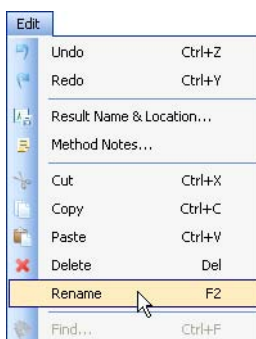 Edit
Undo Ctrl+Z
Redo Ctrl+Y
Result Name & Location...
Method Notes...
Cut Ctrl+X
Copy Ctrl+C
Paste Ctrl+V
Delete Del
Rename F2
Find... Ctrl+F